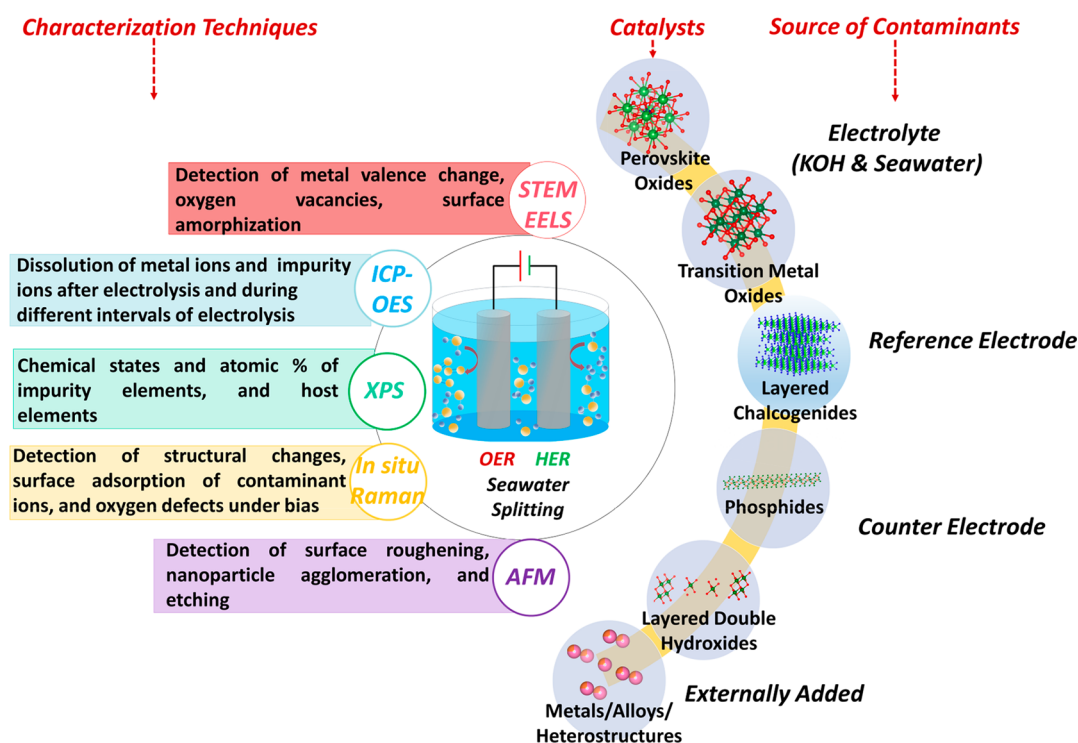 Characterization Techniques
Catalysts
Source of Contaminants
Detection of metal valence change,
oxygen vacancies, surface
amorphization
STEM
EELS
Dissolution of metal ions and impurity
ions after electrolysis and during
different intervals of electrolysis
ICP-
OES
Chemical states and atomic % of
impurity elements, and host
elements
XPS
Detection of structural changes,
surface adsorption of contaminant
ions, and oxygen defects under bias
In situ
Raman
Detection of surface roughening,
nanoparticle agglomeration, and
etching
AFM
OER HER
Seawater
Splitting
Perovskite
Oxides
Transition Metal
Oxides
Layered
Chalcogenides
Phosphides
Layered Double
Hydroxides
Metals/Alloys/
Heterostructures
Electrolyte
(KOH & Seawater)
Reference Electrode
Counter Electrode
Externally Added